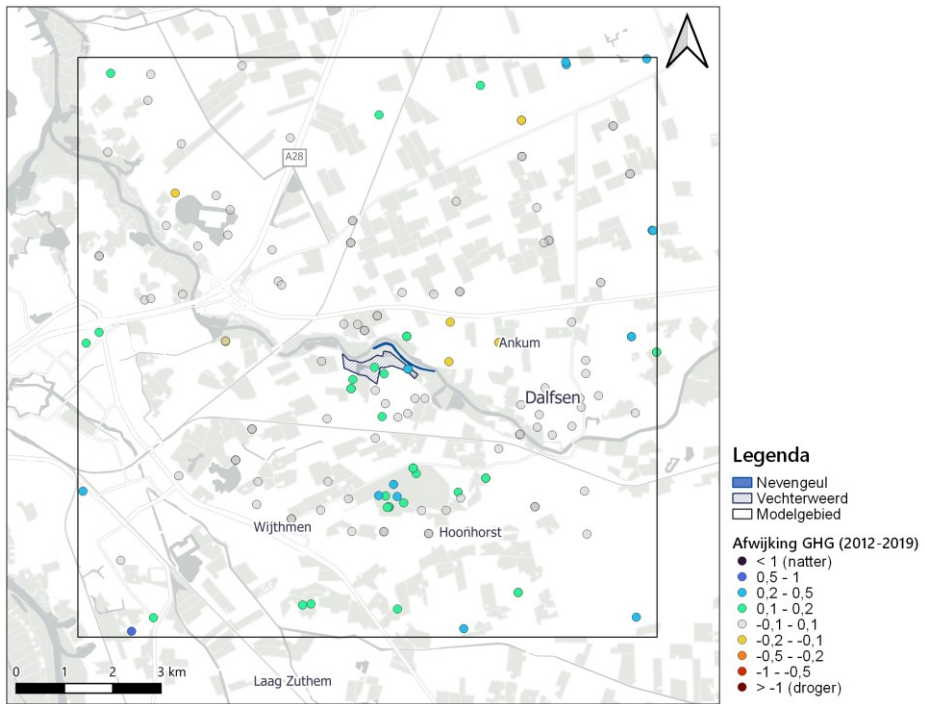 A28
Ankum
Dalfsen
Wijthmen
Hoonhorst
Laag Zuthem
0 1 2 3 km
Legenda
Nevengeul
Vechterweerd
Modelgebied
Afwijking GHG (2012-2019)
< 1 (natter)
0,5 - 1
0,2 - 0,5
0,1 - 0,2
-0,1 - 0,1
-0,2 - -0,1
-0,5 - -0,2
-1 - -0,5
> -1 (droger)